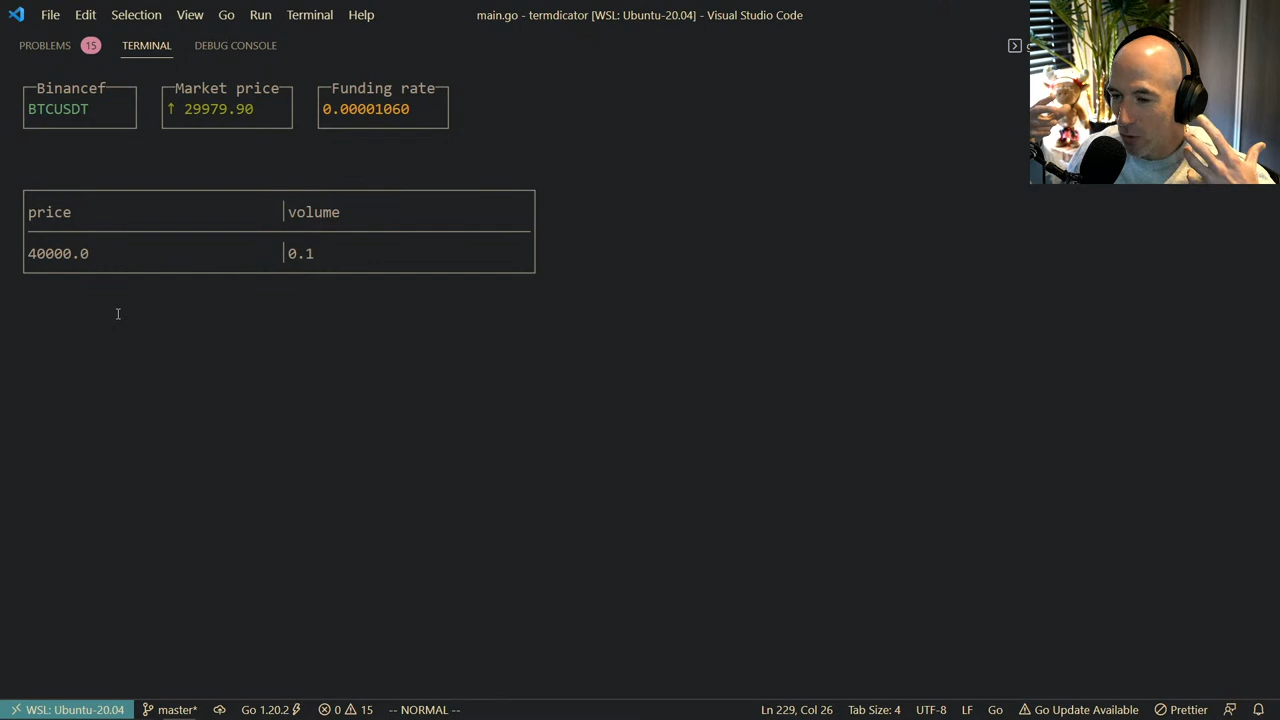 File Edit Selection View Go Run Terminal Help
main.go - termdicator [WSL: Ubuntu-20.04] - Visual Studio Code
PROBLEMS 15 TERMINAL DEBUG CONSOLE
Binancef Market price Funding rate
BTCUSDT ↑ 29979.90 0.00001060
price volume
40000.0 0.1
WSL: Ubuntu-20.04 master* Go 1.20.2 0 15 -- NORMAL -- Ln 229, Col 26 Tab Size: 4 UTF-8 LF Go Go Update Available Prettier